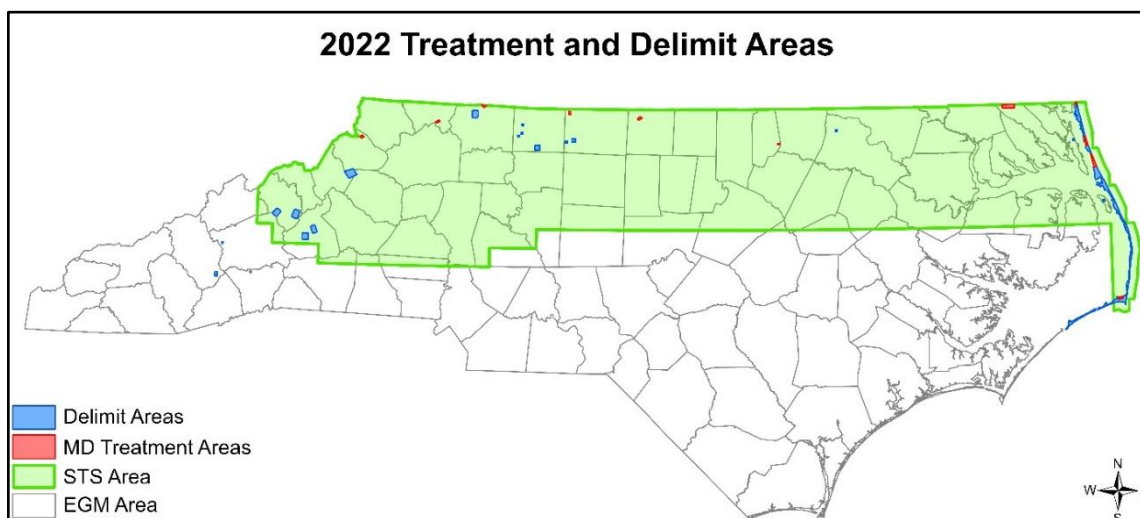 2022 Treatment and Delimit Areas
Delimit Areas
MD Treatment Areas
STS Area
EGM Area
N
W E
S